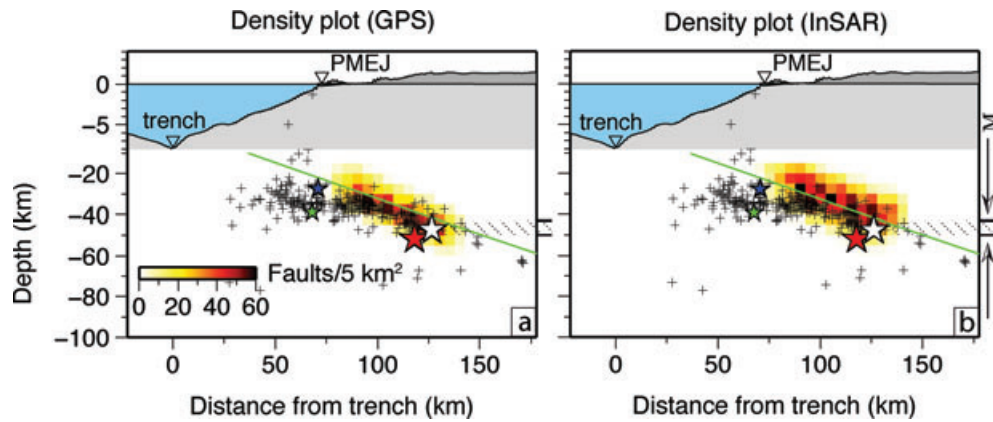 Density plot (GPS)
Density plot (InSAR)
PMEJ
trench
0
-5
-20
-40
-60
-80
-100
Depth (km)
Faults/5 km²
0 20 40 60
a
0 50 100 150
Distance from trench (km)
PMEJ
trench
b
0 50 100 150
Distance from trench (km)
M